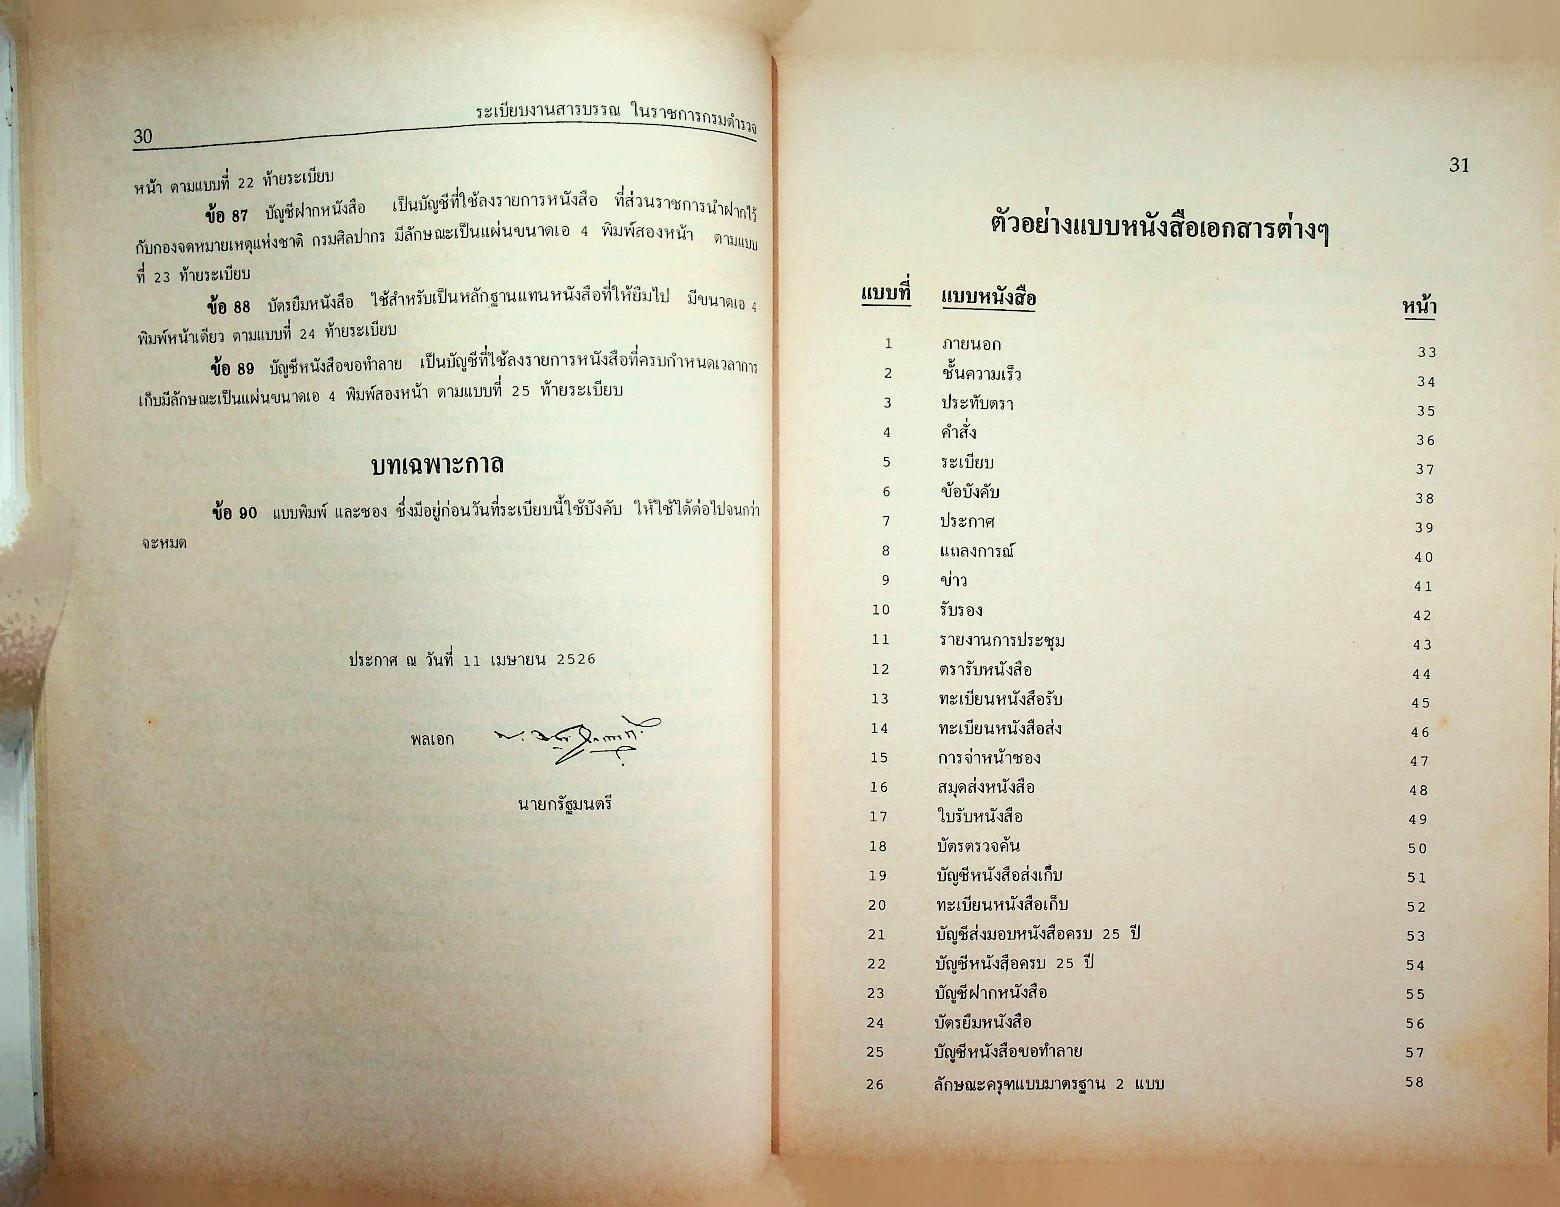 30
ระเบียบงานสารบรรณ ในราชการกรมตำรวจ
หน้า ตามแบบที่ 22 ท้ายระเบียบ
ข้อ 87 บัญชีฝากหนังสือ เป็นบัญชีที่ใช้ลงรายการหนังสือ ที่ส่วนราชการนำฝากไว้
กับกองจดหมายเหตุแห่งชาติ กรมศิลปากร มีลักษณะเป็นแผ่นขนาดเอ 4 พิมพ์สองหน้า ตามแบบ
ที่ 23 ท้ายระเบียบ
ข้อ 88 บัตรยืมหนังสือ ใช้สำหรับเป็นหลักฐานแทนหนังสือที่ให้ยืมไป มีขนาดเอ 4
พิมพ์หน้าเดียว ตามแบบที่ 24 ท้ายระเบียบ
ข้อ 89 บัญชีหนังสือขอทำลาย เป็นบัญชีที่ใช้ลงรายการหนังสือที่ครบกำหนดเวลาการ
เก็บมีลักษณะเป็นแผ่นขนาดเอ 4 พิมพ์สองหน้า ตามแบบที่ 25 ท้ายระเบียบ
บทเฉพาะกาล
ข้อ 90 แบบพิมพ์ และซอง ซึ่งมีอยู่ก่อนวันที่ระเบียบนี้ใช้บังคับ ให้ใช้ได้ต่อไปจนกว่า
จะหมด
ประกาศ ณ วันที่ 11 เมษายน 2526
พลเอก
นายกรัฐมนตรี
31
ตัวอย่างแบบหนังสือเอกสารต่างๆ
แบบที่ แบบหนังสือ หน้า
1 ภายนอก 33
2 ชั้นความเร็ว 34
3 ประทับตรา 35
4 คำสั่ง 36
5 ระเบียบ 37
6 ข้อบังคับ 38
7 ประกาศ 39
8 แถลงการณ์ 40
9 ข่าว 41
10 รับรอง 42
11 รายงานการประชุม 43
12 ตรารับหนังสือ 44
13 ทะเบียนหนังสือรับ 45
14 ทะเบียนหนังสือส่ง 46
15 การจ่าหน้าซอง 47
16 สมุดส่งหนังสือ 48
17 ใบรับหนังสือ 49
18 บัตรตรวจค้น 50
19 บัญชีหนังสือส่งเก็บ 51
20 ทะเบียนหนังสือเก็บ 52
21 บัญชีส่งมอบหนังสือครบ 25 ปี 53
22 บัญชีหนังสือครบ 25 ปี 54
23 บัญชีฝากหนังสือ 55
24 บัตรยืมหนังสือ 56
25 บัญชีหนังสือขอทำลาย 57
26 ลักษณะครุฑแบบมาตรฐาน 2 แบบ 58